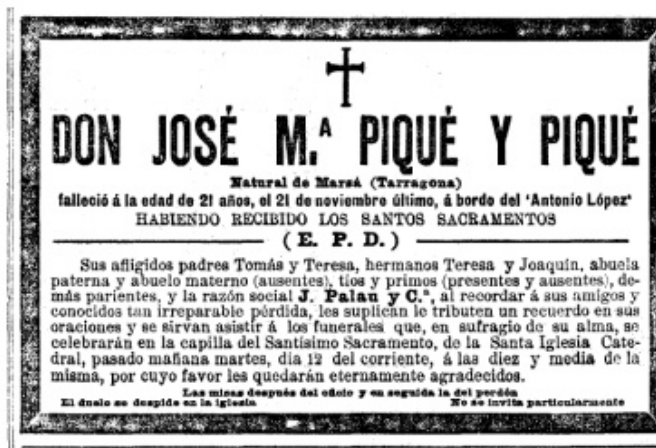 DON JOSÉ M.ª PIQUÉ Y PIQUÉ
Natural de Marsá (Tarragona)
falleció á la edad de 21 años, el 21 de noviembre último, á bordo del 'Antonio López'
HABIENDO RECIBIDO LOS SANTOS SACRAMENTOS
(E. P. D.)
Sus afligidos padres Tomás y Teresa, hermanos Teresa y Joaquín, abuela
paterna y abuelo materno (ausentes), tíos y primos (presentes y ausentes), de-
más parientes, y la razón social J. Palau y C.ª, al recordar á sus amigos y
conocidos tan irreparable pérdida, les suplican le tributen un recuerdo en sus
oraciones y se sirvan asistir á los funerales que, en sufragio de su alma, se
celebrarán en la capilla del Santísimo Sacramento, de la Santa Iglesia Cate-
dral, pasado mañana martes, día 12 del corriente, á las diez y media de la
misma, por cuyo favor les quedarán eternamente agradecidos.
Las misas después del oficio y en seguida la del perdón
El duelo se despide en la iglesia No se invita particularmente